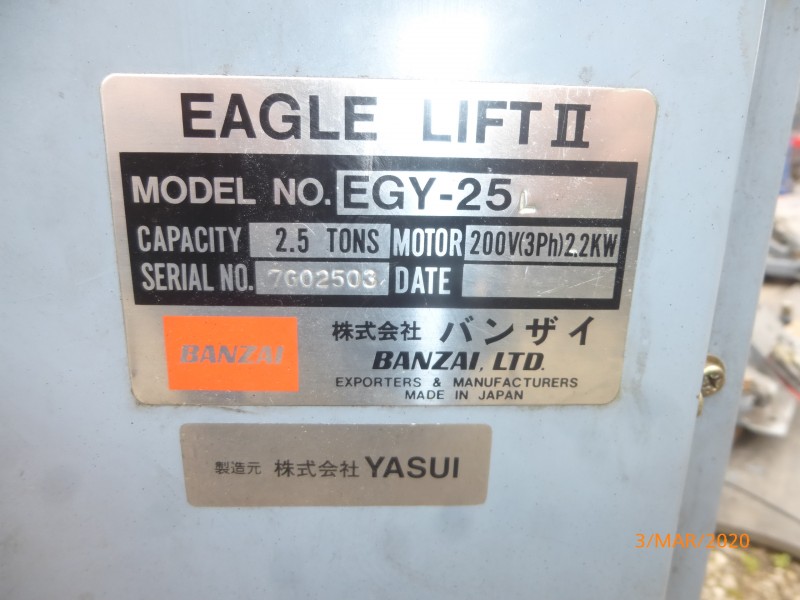 EAGLE LIFT II
MODEL NO. EGY-25L
CAPACITY 2.5 TONS MOTOR 200V(3Ph)2.2KW
SERIAL NO. 7602503 DATE
BANZAI
株式会社 バンザイ
BANZAI, LTD.
EXPORTERS & MANUFACTURERS
MADE IN JAPAN
製造元 株式会社 YASUI
3/MAR/2020